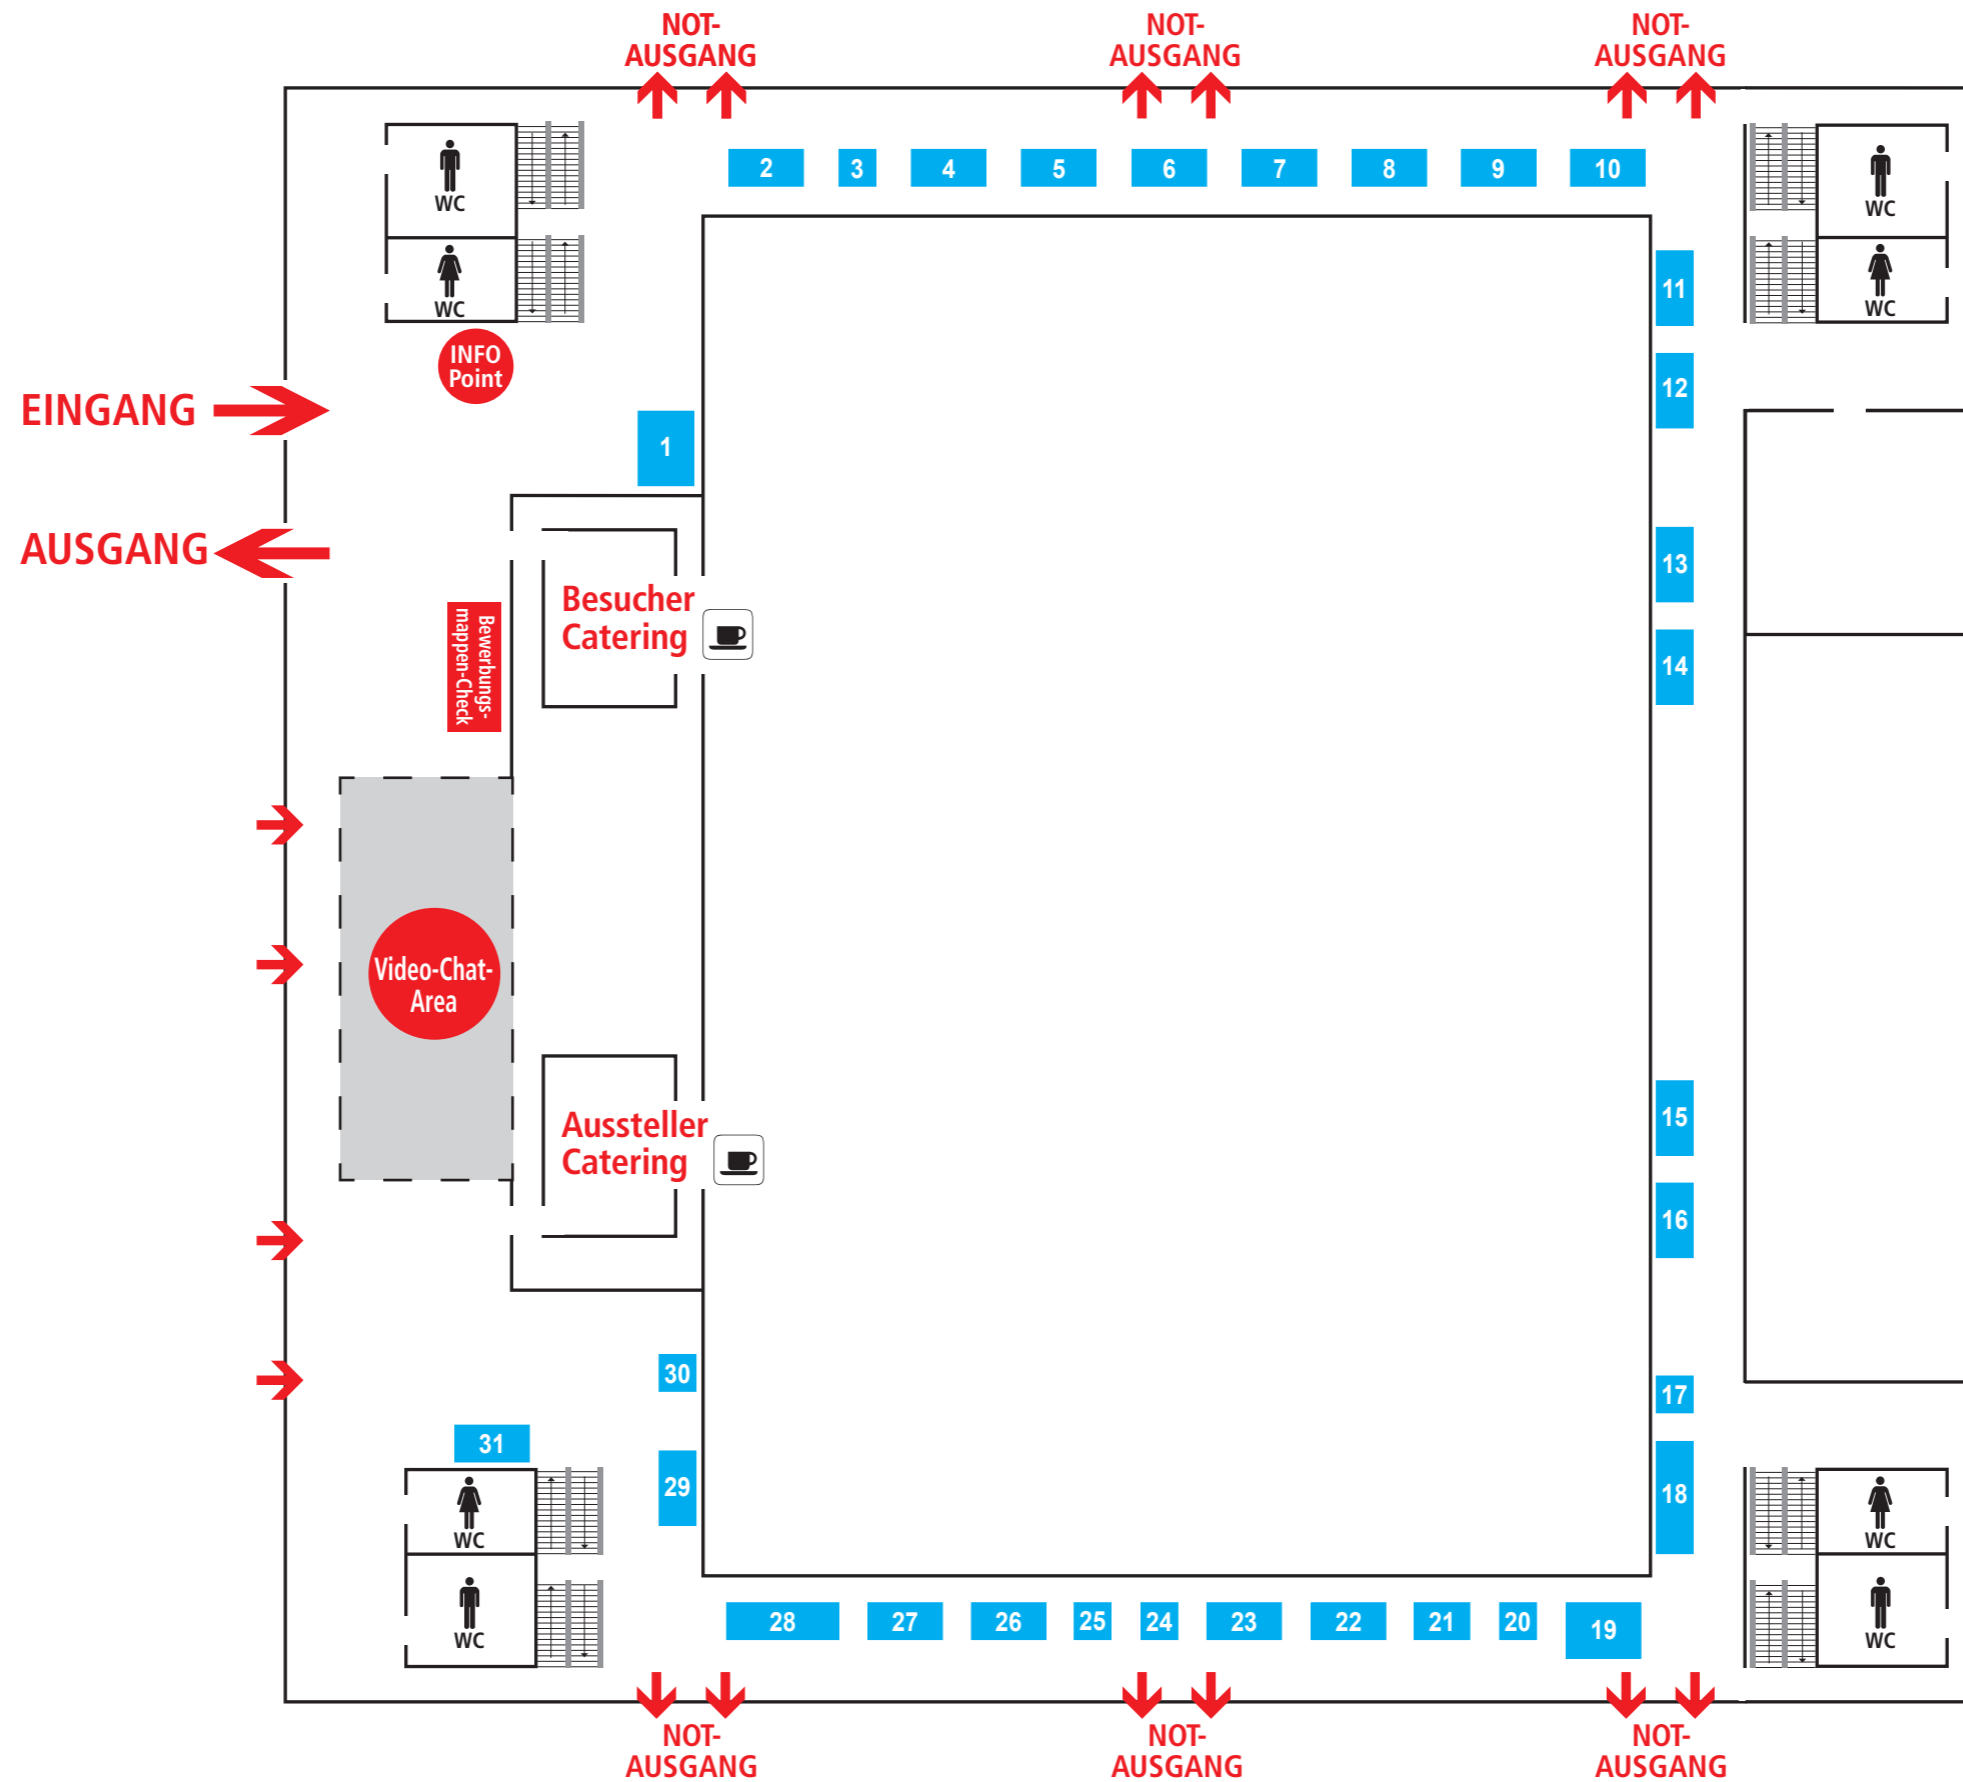 NOT-
AUSGANG
NOT-
AUSGANG
NOT-
AUSGANG
2
3
4
5
6
7
8
9
10
WC
WC
WC
WC
INFO
Point
EINGANG
1
11
12
AUSGANG
Besucher
Catering
Bewerbungs-
mappen-Check
13
14
Video-Chat-
Area
Aussteller
Catering
15
16
30
17
31
29
18
WC
WC
WC
WC
28
27
26
25
24
23
22
21
20
19
NOT-
AUSGANG
NOT-
AUSGANG
NOT-
AUSGANG